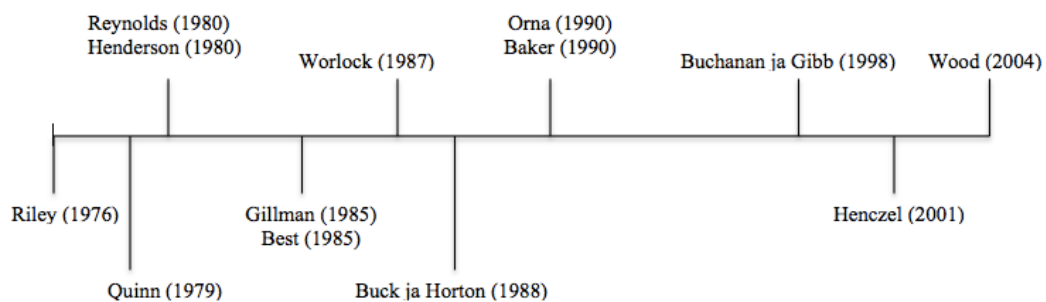 Reynolds (1980)
Henderson (1980)
Worlock (1987)
Orna (1990)
Baker (1990)
Buchanan ja Gibb (1998)
Wood (2004)
Riley (1976)
Gillman (1985)
Best (1985)
Henczel (2001)
Quinn (1979)
Buck ja Horton (1988)